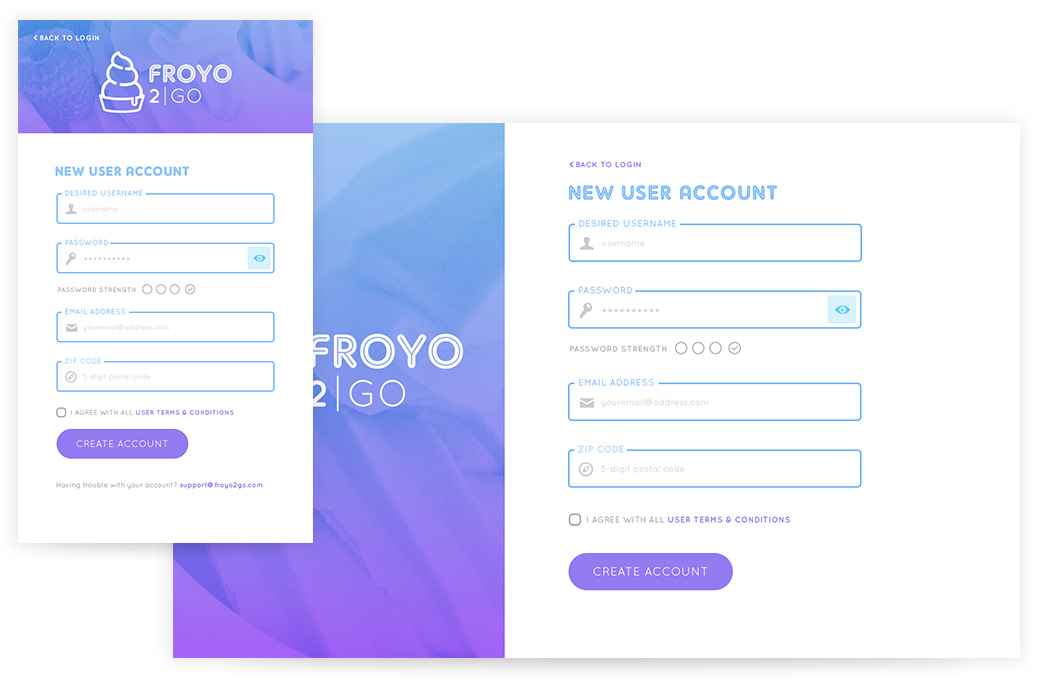 BACK TO LOGIN
FROYO
2|GO
NEW USER ACCOUNT
DESIRED USERNAME
username
PASSWORD
••••••••••
PASSWORD STRENGTH
EMAIL ADDRESS
youremail@address.com
ZIP CODE
5-digit postal code
I AGREE WITH ALL USER TERMS & CONDITIONS
CREATE ACCOUNT
Having trouble with your account? support@froyo2go.com
FROYO
2|GO
BACK TO LOGIN
NEW USER ACCOUNT
DESIRED USERNAME
username
PASSWORD
••••••••••
PASSWORD STRENGTH
EMAIL ADDRESS
youremail@address.com
ZIP CODE
5-digit postal code
I AGREE WITH ALL USER TERMS & CONDITIONS
CREATE ACCOUNT